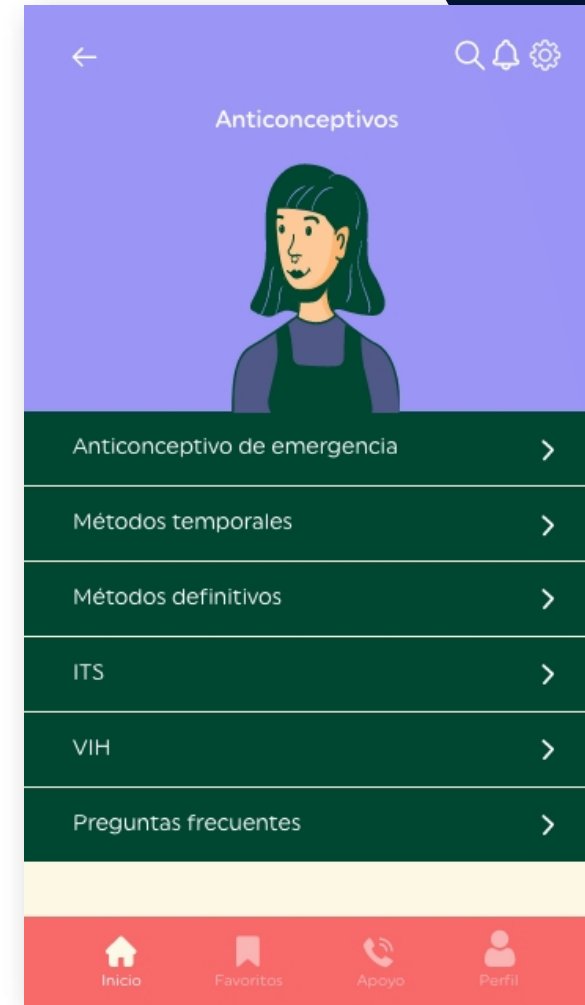 Anticonceptivos
Anticonceptivo de emergencia
Métodos temporales
Métodos definitivos
ITS
VIH
Preguntas frecuentes
Inicio
Favoritos
Apoyo
Perfil